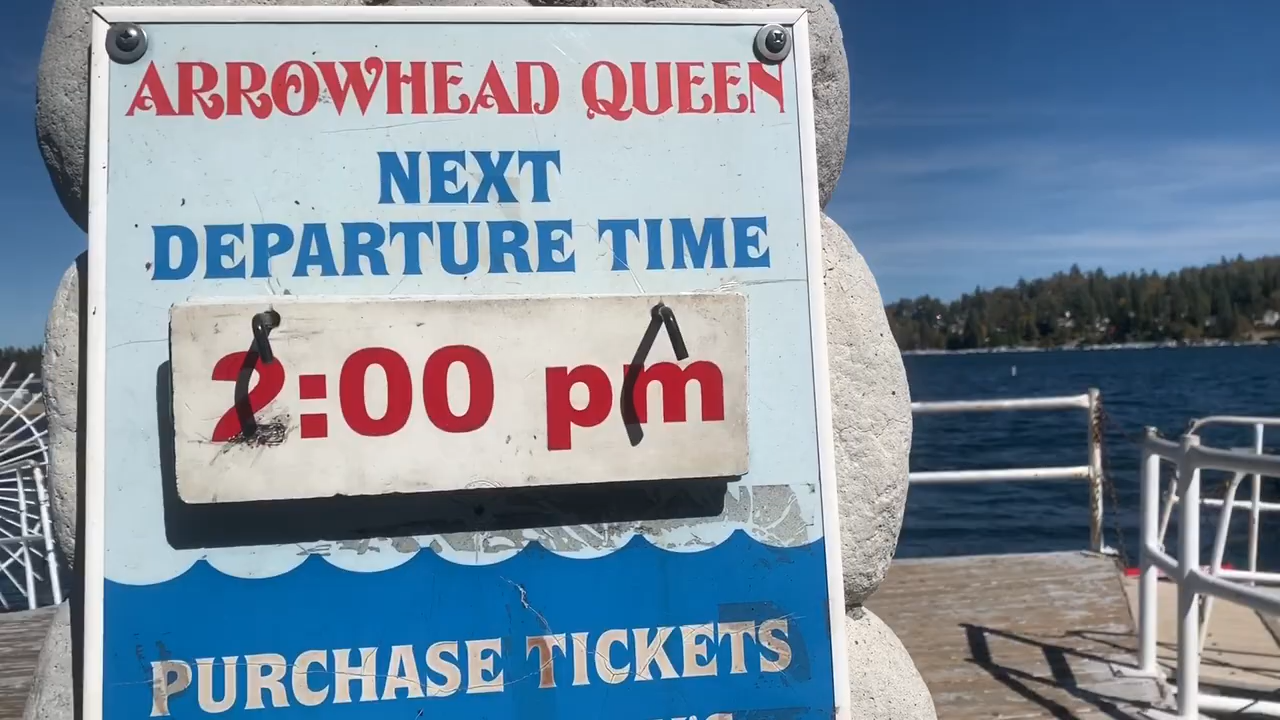 ARROWHEAD QUEEN
NEXT
DEPARTURE TIME
2:00 pm
PURCHASE TICKETS